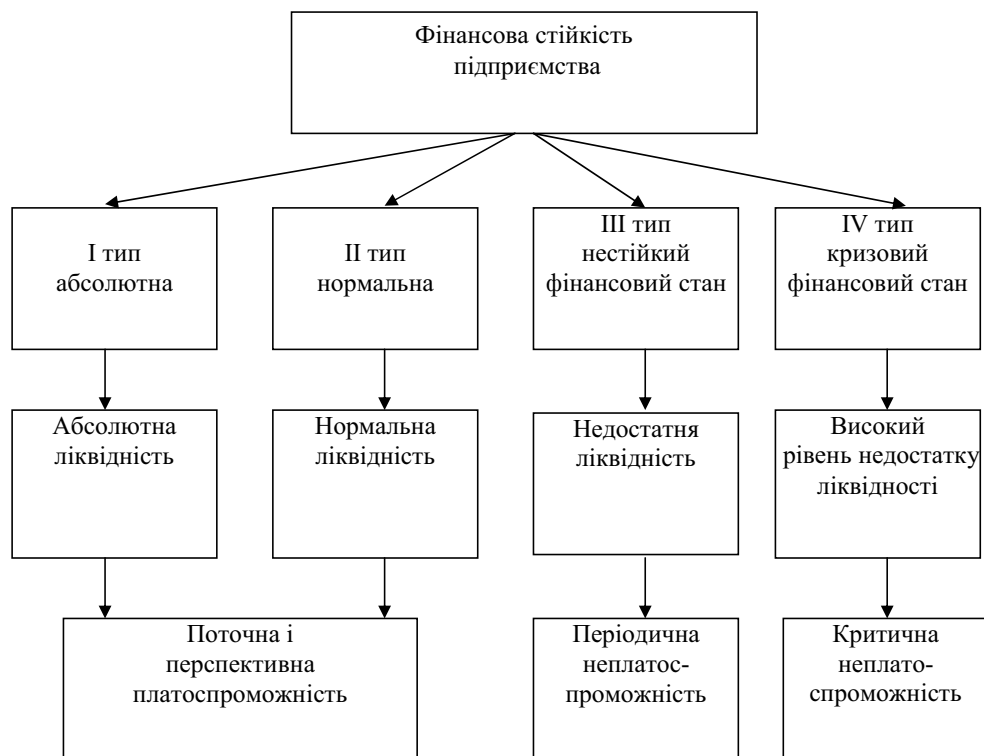 Фінансова стійкість
підприємства
І тип
абсолютна
ІІ тип
нормальна
ІІІ тип
нестійкий
фінансовий стан
IV тип
кризовий
фінансовий стан
Абсолютна
ліквідність
Нормальна
ліквідність
Недостатня
ліквідність
Високий
рівень недостатку
ліквідності
Поточна і
перспективна
платоспроможність
Періодична
неплатос-
проможність
Критична
неплато-
спроможність